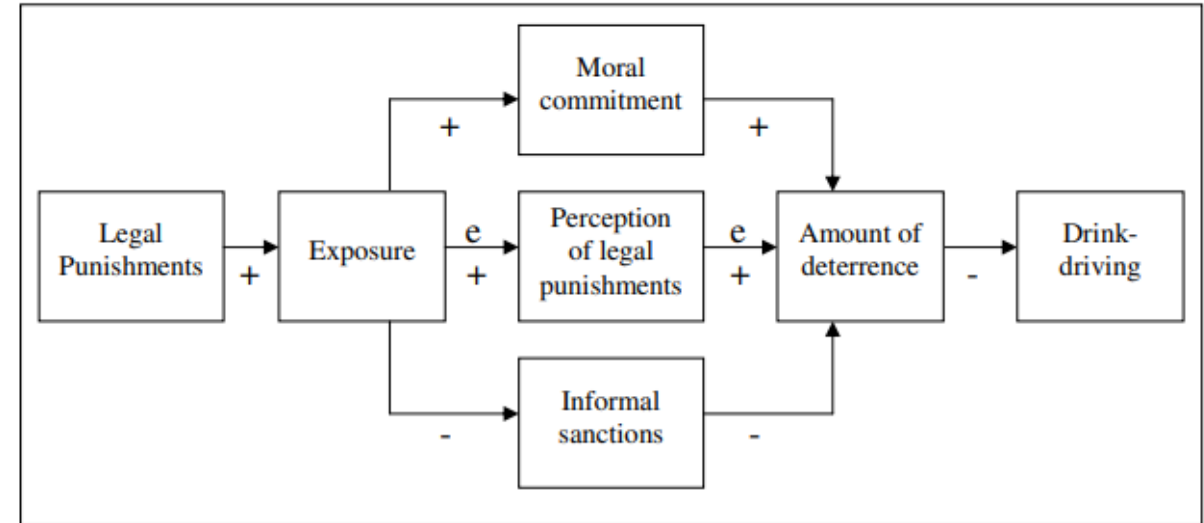 Moral
commitment
+
+
Legal
Punishments
+
Exposure
e
+
Perception
of legal
punishments
e
+
Amount of
deterrence
-
Drink-
driving
Informal
sanctions
-
-